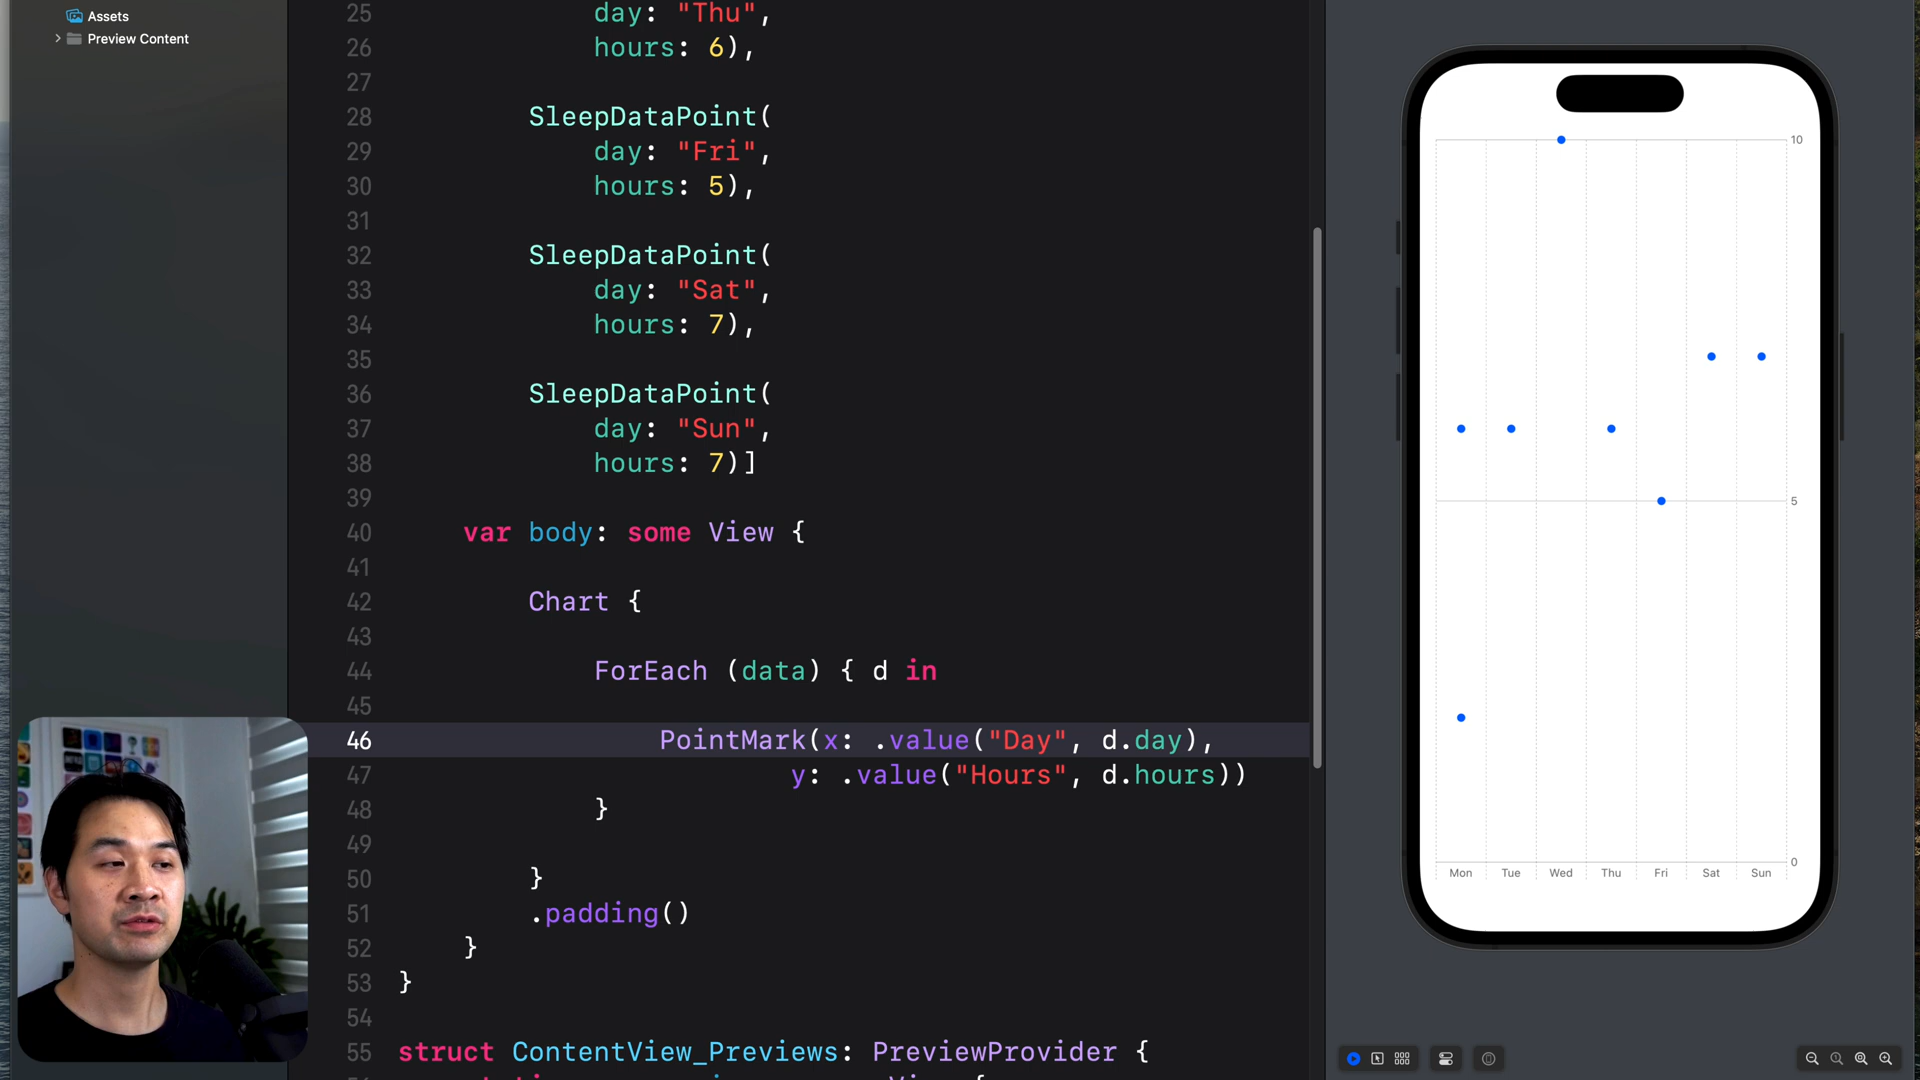 Assets
Preview Content
25 day: "Thu",
26 hours: 6),
27
28 SleepDataPoint(
29 day: "Fri",
30 hours: 5),
31
32 SleepDataPoint(
33 day: "Sat",
34 hours: 7),
35
36 SleepDataPoint(
37 day: "Sun",
38 hours: 7)]
39
40 var body: some View {
41
42 Chart {
43
44 ForEach (data) { d in
45
46 PointMark(x: .value("Day", d.day),
47 y: .value("Hours", d.hours))
48 }
49
50 }
51 .padding()
52 }
53 }
54
55 struct ContentView_Previews: PreviewProvider {
10
5
0
Mon Tue Wed Thu Fri Sat Sun